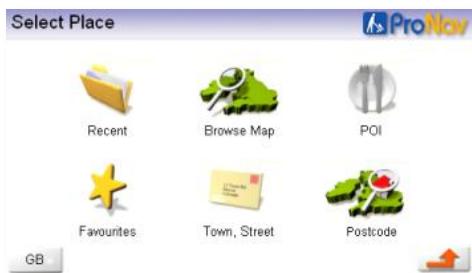 Select Place
ProNav
Recent
Browse Map
POI
Favourites
Town, Street
Postcode
GB